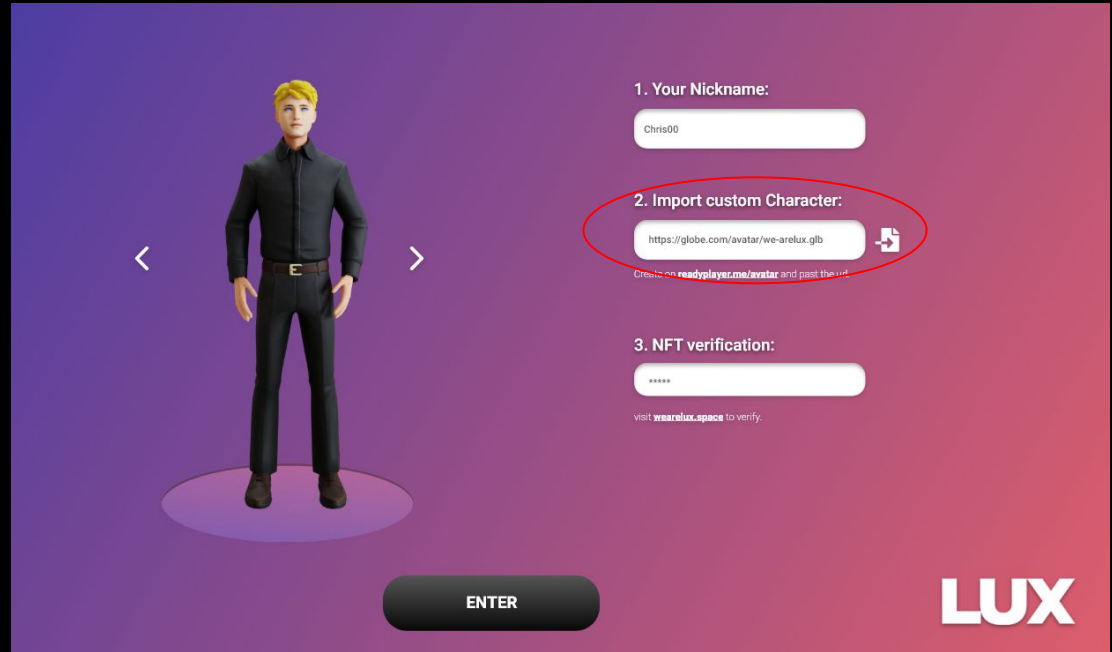 1. Your Nickname:
Chris00
2. Import custom Character:
https://globe.com/avatar/we-arelux.glb
Create on readyplayer.me/avatar and past the url.
3. NFT verification:
*****
visit wearelux.space to verify.
ENTER
LUX